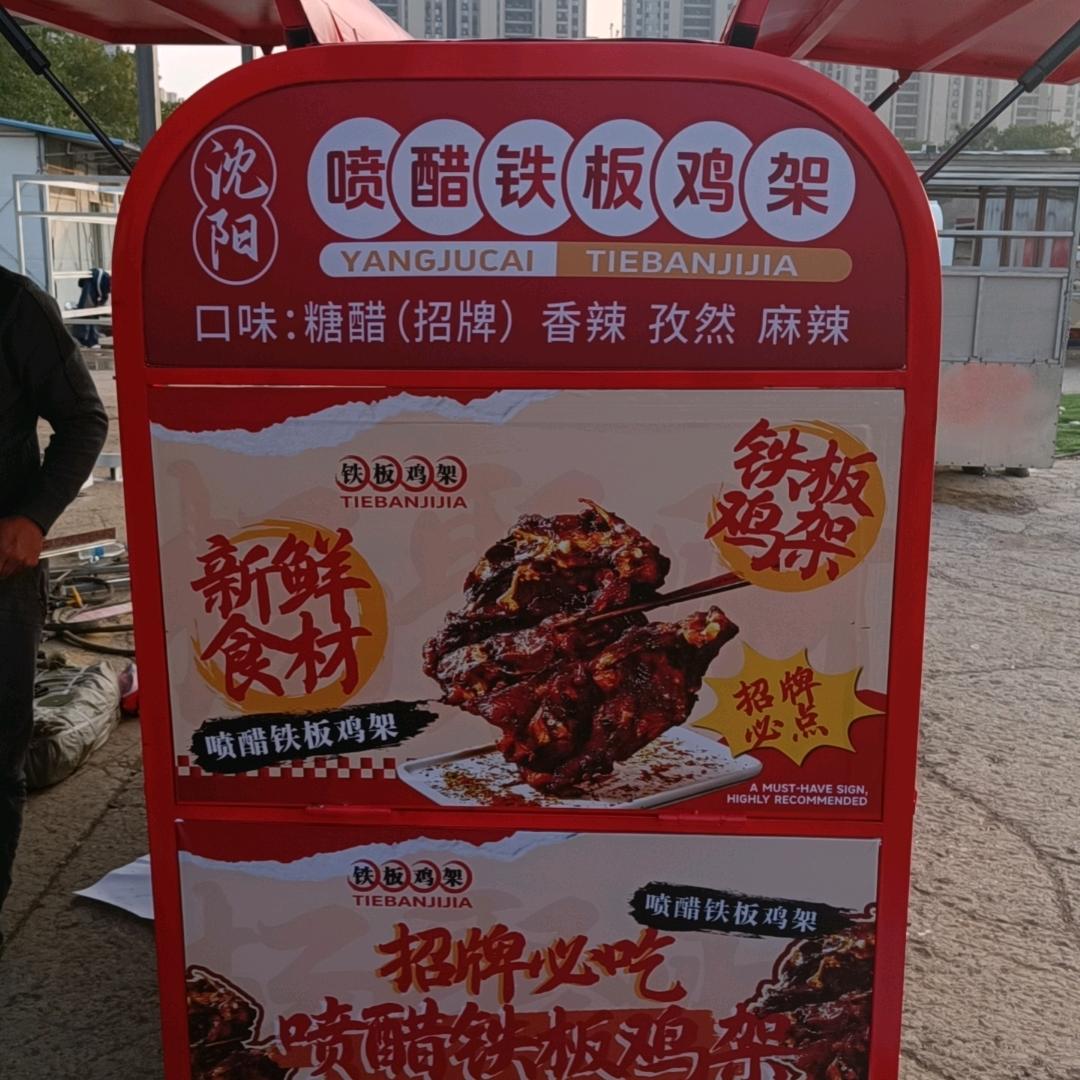 沈阳
喷醋铁板鸡架
YANGJUCAI TIEBANJIJIA
口味:糖醋(招牌) 香辣 孜然 麻辣
铁板鸡架
TIEBANJIJIA
铁板
鸡架
新鲜
食材
喷醋铁板鸡架
招牌
必点
A MUST-HAVE SIGN,
HIGHLY RECOMMENDED
铁板鸡架
TIEBANJIJIA
喷醋铁板鸡架
招牌必吃
喷醋铁板鸡架